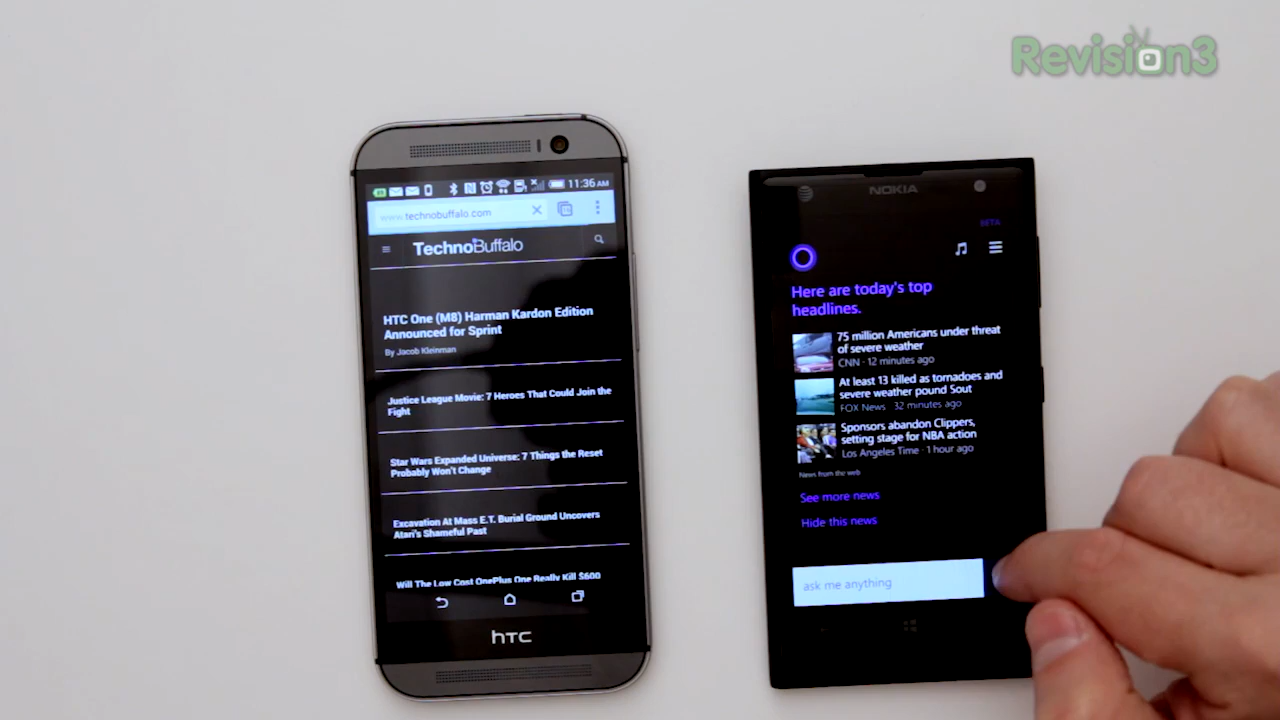 Revision3
11:36 AM
www.technobuffalo.com
TechnoBuffalo
HTC One (M8) Harman Kardon Edition
Announced for Sprint
By Jacob Kleinman
Justice League Movie: 7 Heroes That Could Join the
Fight
Star Wars Expanded Universe: 7 Things the Reset
Probably Won't Change
Excavation At Mass E.T. Burial Ground Uncovers
Atari's Shameful Past
Will The Low Cost OnePlus One Really Kill $600
hTC
AT&T
NOKIA
BETA
Here are today's top
headlines.
75 million Americans under threat
of severe weather
CNN · 12 minutes ago
At least 13 killed as tornadoes and
severe weather pound Sout
FOX News · 32 minutes ago
Sponsors abandon Clippers,
setting stage for NBA action
Los Angeles Time · 1 hour ago
News from the web
See more news
Hide this news
ask me anything